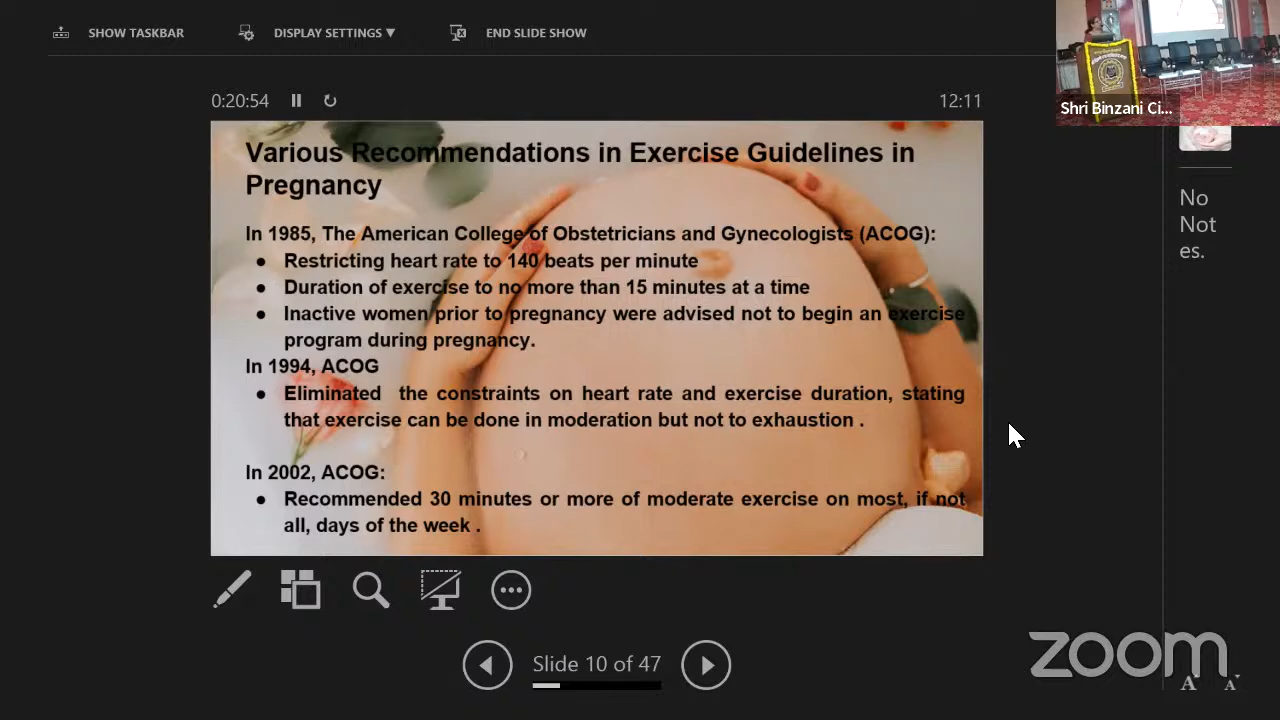 SHOW TASKBAR
DISPLAY SETTINGS ▼
END SLIDE SHOW
Shri Binzani Ci...
0:20:54
12:11
Various Recommendations in Exercise Guidelines in
Pregnancy
In 1985, The American College of Obstetricians and Gynecologists (ACOG):
● Restricting heart rate to 140 beats per minute
● Duration of exercise to no more than 15 minutes at a time
● Inactive women prior to pregnancy were advised not to begin an exercise
program during pregnancy.
In 1994, ACOG
● Eliminated the constraints on heart rate and exercise duration, stating
that exercise can be done in moderation but not to exhaustion .
In 2002, ACOG:
● Recommended 30 minutes or more of moderate exercise on most, if not
all, days of the week .
No
Not
es.
Slide 10 of 47
zoom
A A